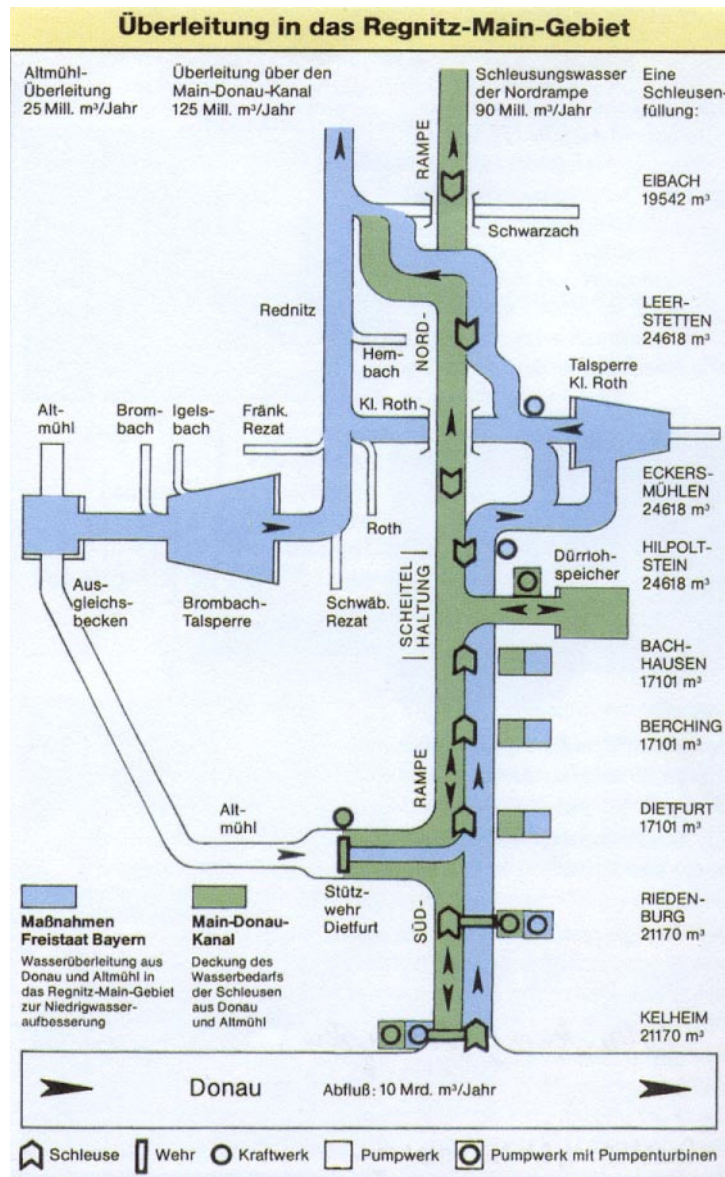 Überleitung in das Regnitz-Main-Gebiet
Altmühl-
Überleitung
25 Mill. m³/Jahr
Überleitung über den
Main-Donau-Kanal
125 Mill. m³/Jahr
Schleusungswasser
der Nordrampe
90 Mill. m³/Jahr
Eine
Schleusen-
füllung:
RAMPE
EIBACH
19542 m³
Schwarzach
Rednitz
NORD-
LEER-
STETTEN
24618 m³
Hem-
bach
Talsperre
Kl. Roth
Alt-
mühl
Brom-
bach
Igels-
bach
Fränk.
Rezat
Kl. Roth
ECKERS-
MÜHLEN
24618 m³
Roth
HILPOLT-
STEIN
24618 m³
Aus-
gleichs-
becken
Brombach-
Talsperre
Schwäb.
Rezat
SCHEITEL
HALTUNG
Dürrloh-
speicher
BACH-
HAUSEN
17101 m³
BERCHING
17101 m³
RAMPE
Alt-
mühl
DIETFURT
17101 m³
Stütz-
wehr
Dietfurt
SÜD-
RIEDEN-
BURG
21170 m³
Maßnahmen
Freistaat Bayern
Wasserüberleitung aus
Donau und Altmühl in
das Regnitz-Main-Gebiet
zur Niedrigwasser-
aufbesserung
Main-Donau-
Kanal
Deckung des
Wasserbedarfs
der Schleusen
aus Donau
und Altmühl
KELHEIM
21170 m³
Donau Abfluß: 10 Mrd. m³/Jahr
Schleuse Wehr Kraftwerk Pumpwerk Pumpwerk mit Pumpenturbinen